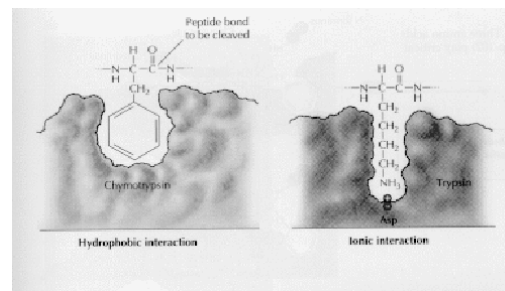 Peptide bond
to be cleaved
H O
N C C N
H H
CH₂
Chymotrypsin
Hydrophobic interaction
H O
N C C N
H H
CH₂
CH₂
CH₂
CH₂
NH₃
Trypsin
Asp
Ionic interaction